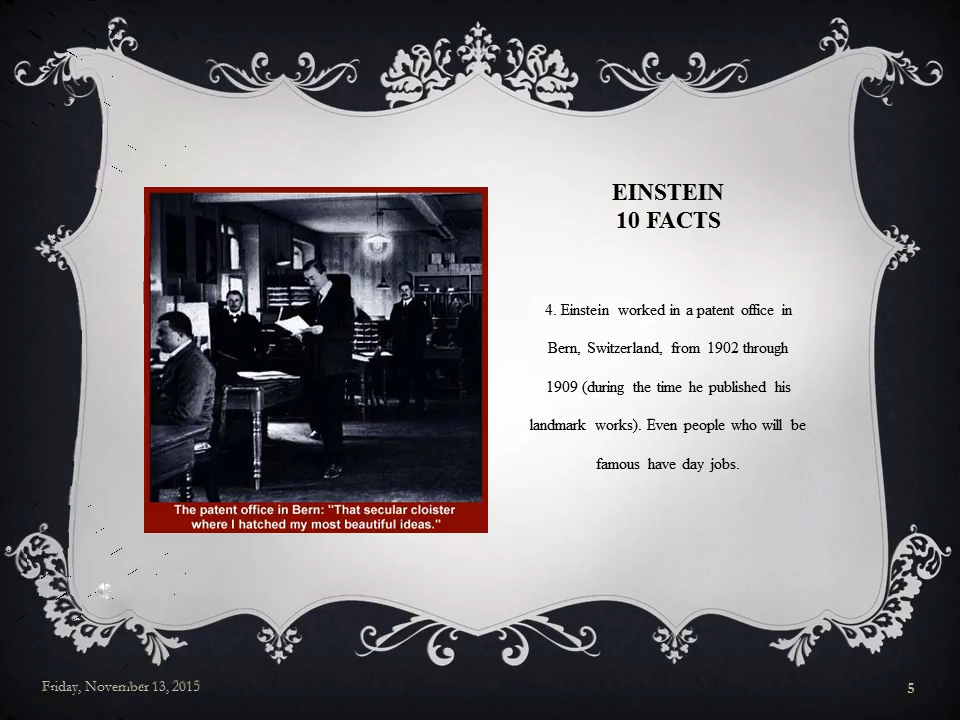 EINSTEIN
10 FACTS
4. Einstein worked in a patent office in
Bern, Switzerland, from 1902 through
1909 (during the time he published his
landmark works). Even people who will be
famous have day jobs.
The patent office in Bern: "That secular cloister
where I hatched my most beautiful ideas."
Friday, November 13, 2015
5